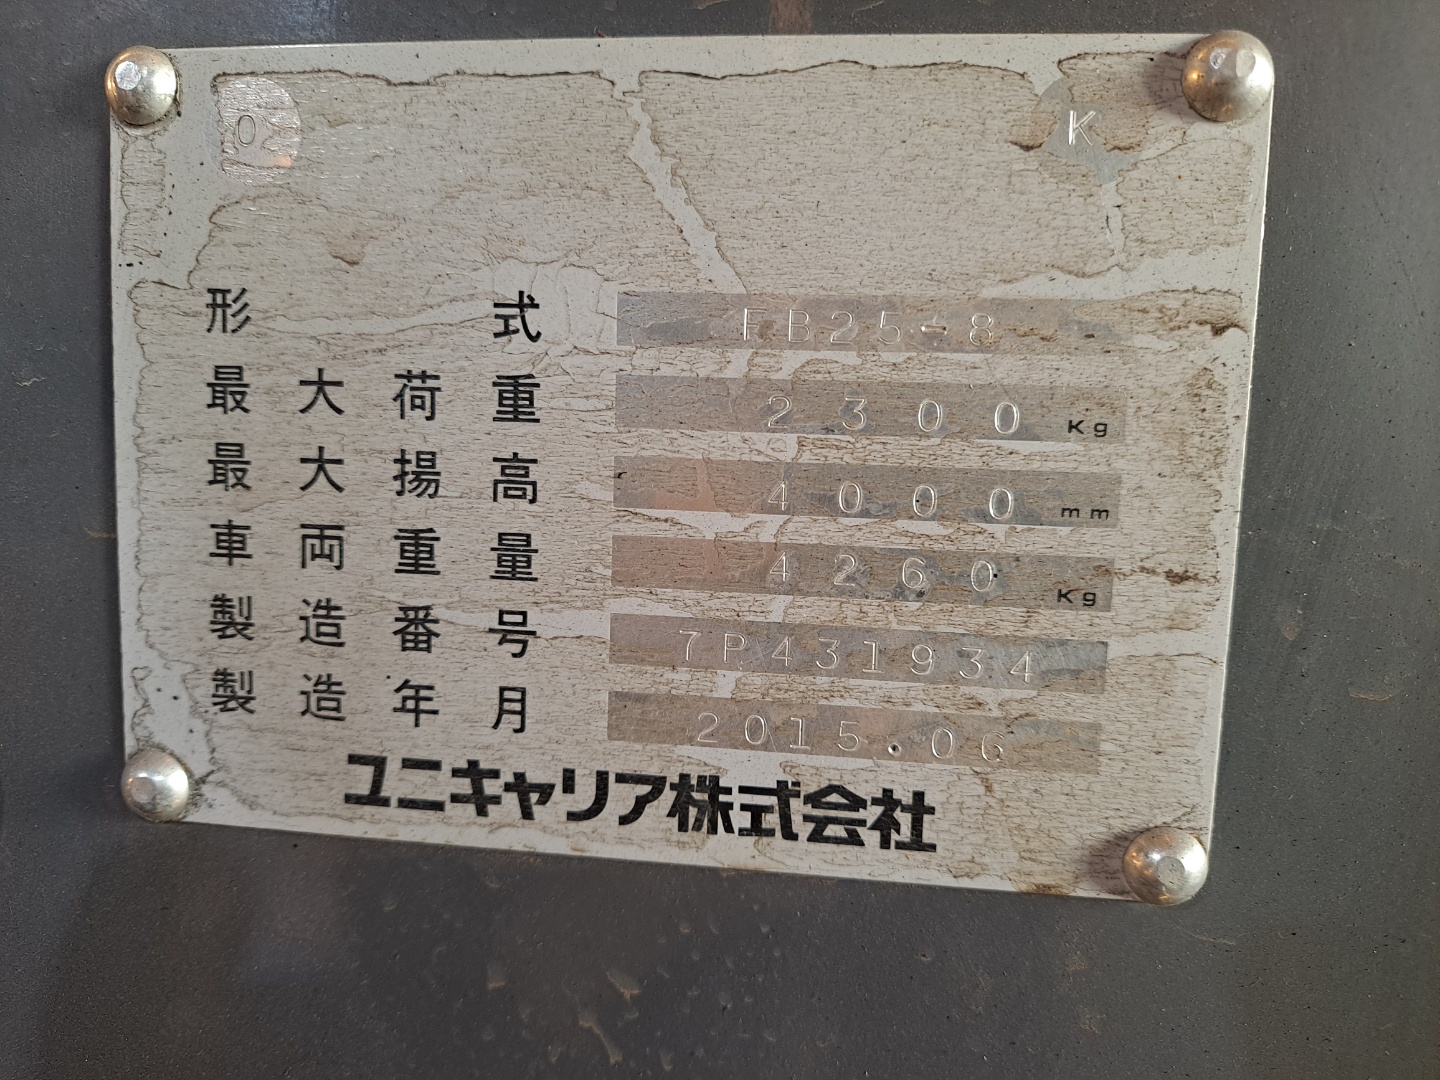 O K
形式 FB25-8
最大荷重 2300 Kg
最大揚高 4000 mm
車両重量 4260 Kg
製造番号 7P431934
製造年月 2015.06
ユニキャリア株式会社